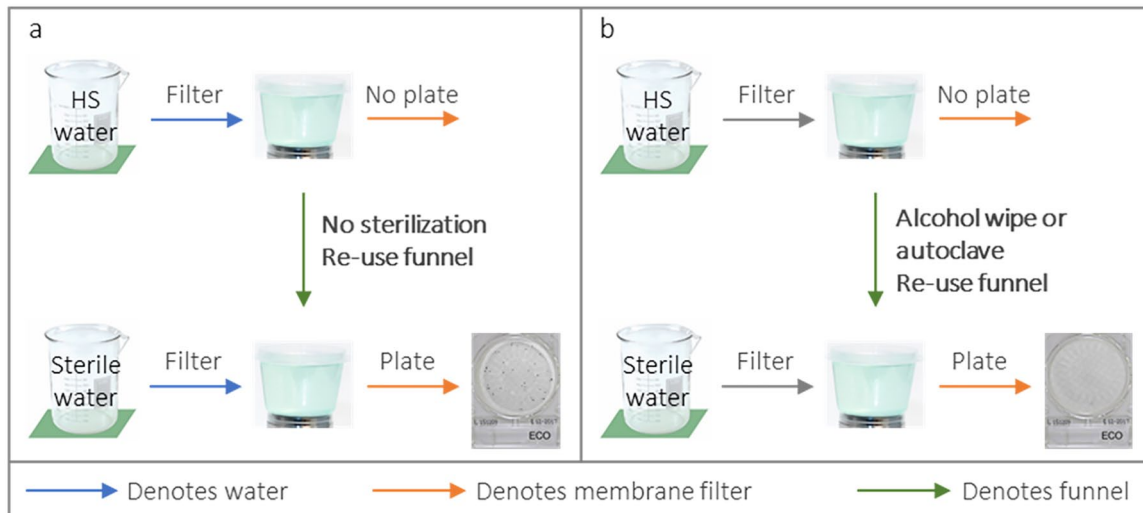 a
HS
water
Filter
No plate
No sterilization
Re-use funnel
Sterile
water
Filter
Plate
ECO
b
HS
water
Filter
No plate
Alcohol wipe or
autoclave
Re-use funnel
Sterile
water
Filter
Plate
ECO
Denotes water
Denotes membrane filter
Denotes funnel